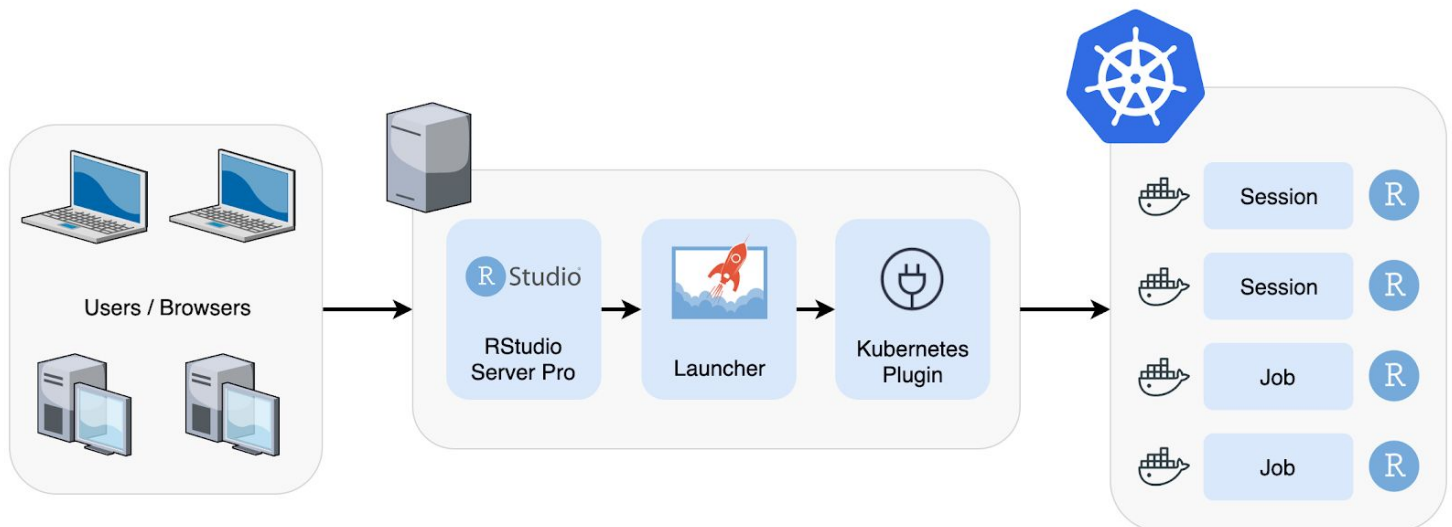 Users / Browsers
R Studio
RStudio
Server Pro
Launcher
Kubernetes
Plugin
Session R
Session R
Job R
Job R